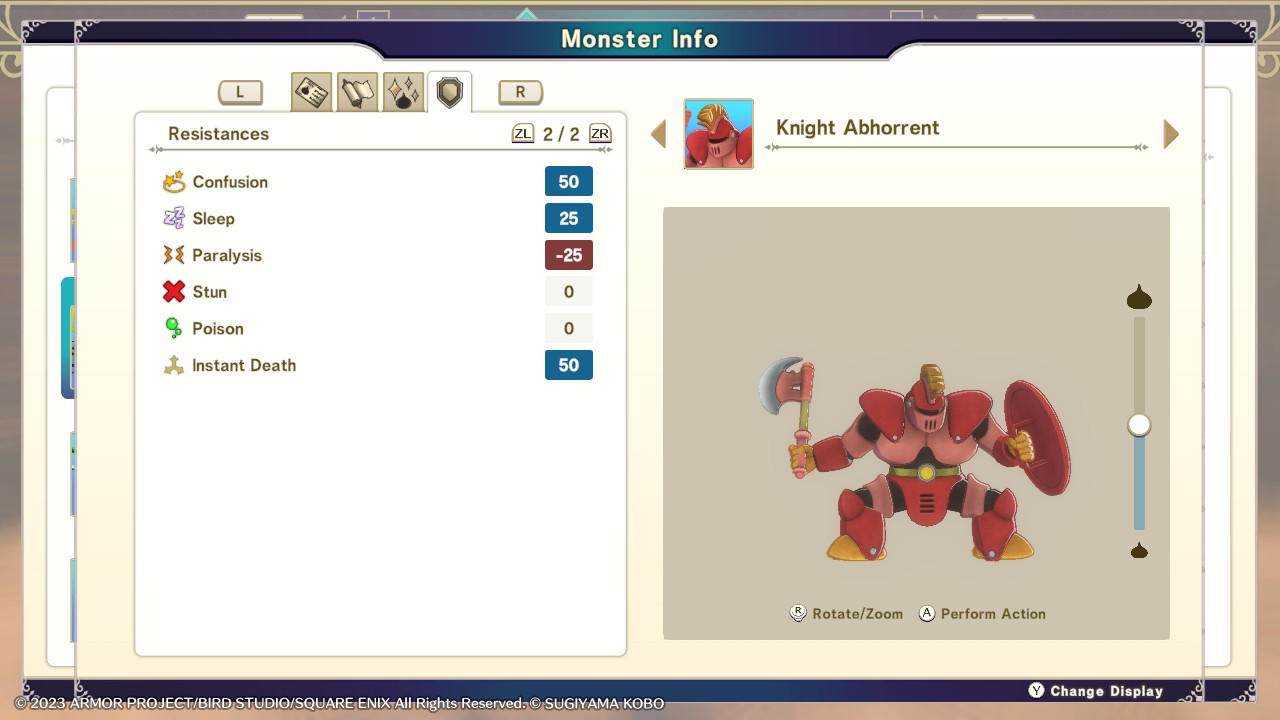 Monster Info
L
R
Resistances
ZL 2 / 2 ZR
Confusion 50
Sleep 25
Paralysis -25
Stun 0
Poison 0
Instant Death 50
Knight Abhorrent
R Rotate/Zoom A Perform Action
Y Change Display
© 2023 ARMOR PROJECT/BIRD STUDIO/SQUARE ENIX All Rights Reserved. © SUGIYAMA KOBO